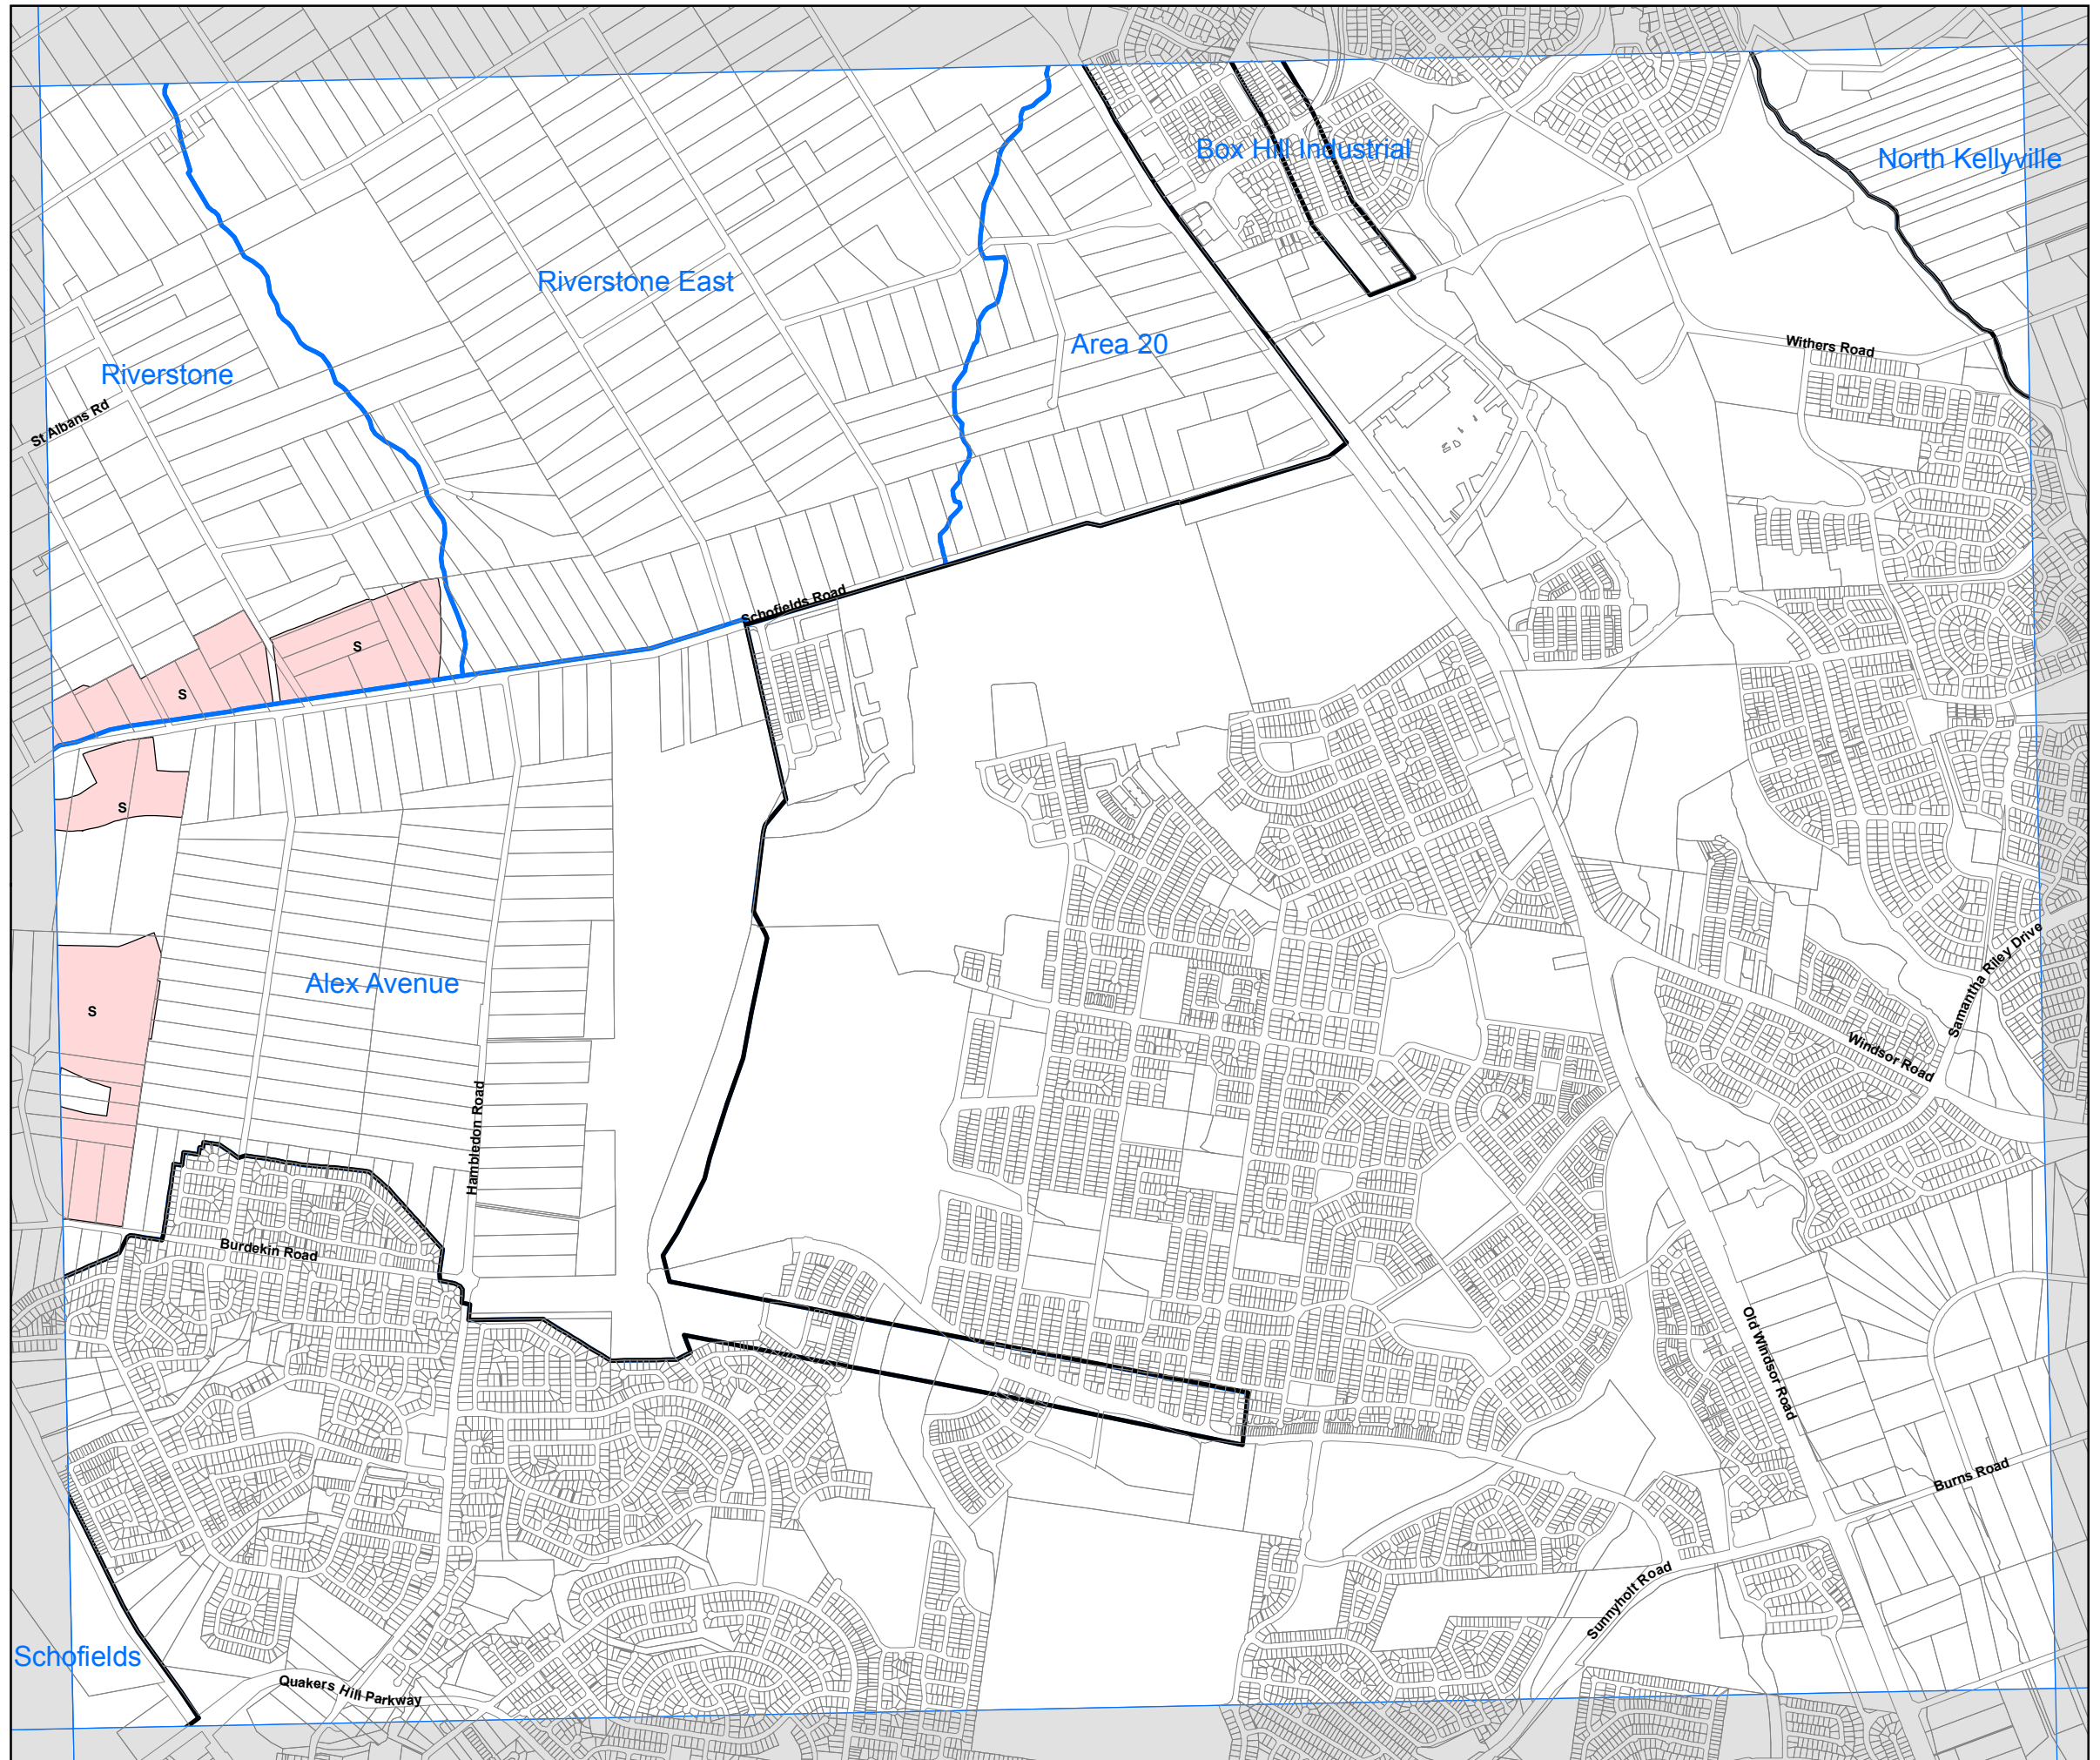 Box Hill Industrial
North Kellyville
Riverstone East
Area 20
Withers Road
Riverstone
St Albans Rd
Schofields Road
S
S
S
Alex Avenue
Samantha Riley Drive
S
Windsor Road
Hambledon Road
Burdekin Road
Old Windsor Road
Burns Road
Sunnyholt Road
Schofields
Quakers Hill Parkway